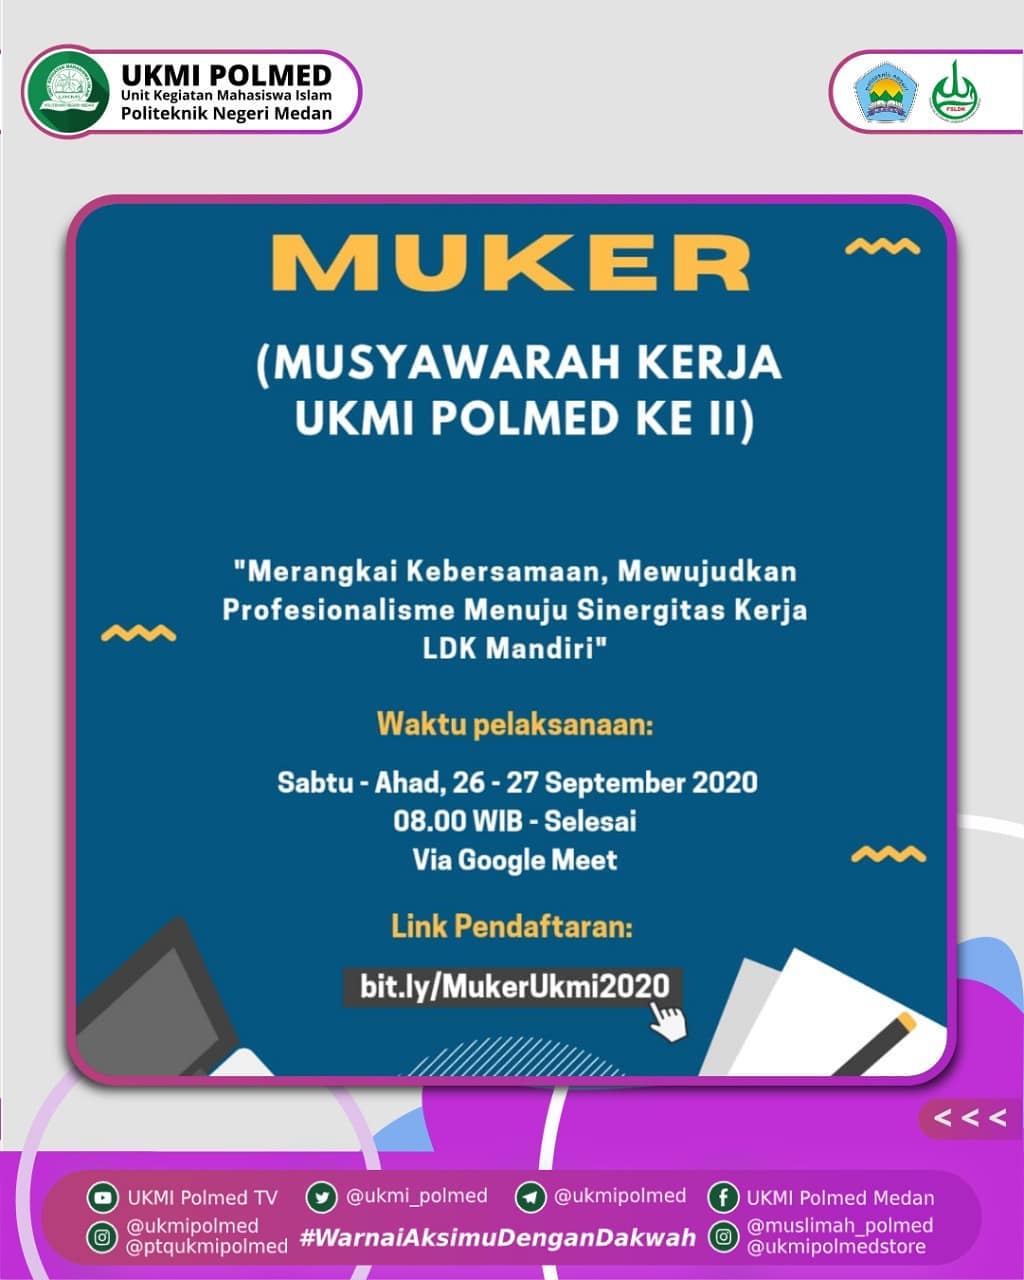 UKMI POLMED
Unit Kegiatan Mahasiswa Islam
Politeknik Negeri Medan
FSLDK
MUKER
(MUSYAWARAH KERJA
UKMI POLMED KE II)
"Merangkai Kebersamaan, Mewujudkan
Profesionalisme Menuju Sinergitas Kerja
LDK Mandiri"
Waktu pelaksanaan:
Sabtu - Ahad, 26 - 27 September 2020
08.00 WIB - Selesai
Via Google Meet
Link Pendaftaran:
bit.ly/MukerUkmi2020
< < <
UKMI Polmed TV
@ukmi_polmed
@ukmipolmed
UKMI Polmed Medan
@ukmipolmed
@ptqukmipolmed
#WarnaiAksimuDenganDakwah
@muslimah_polmed
@ukmipolmedstore